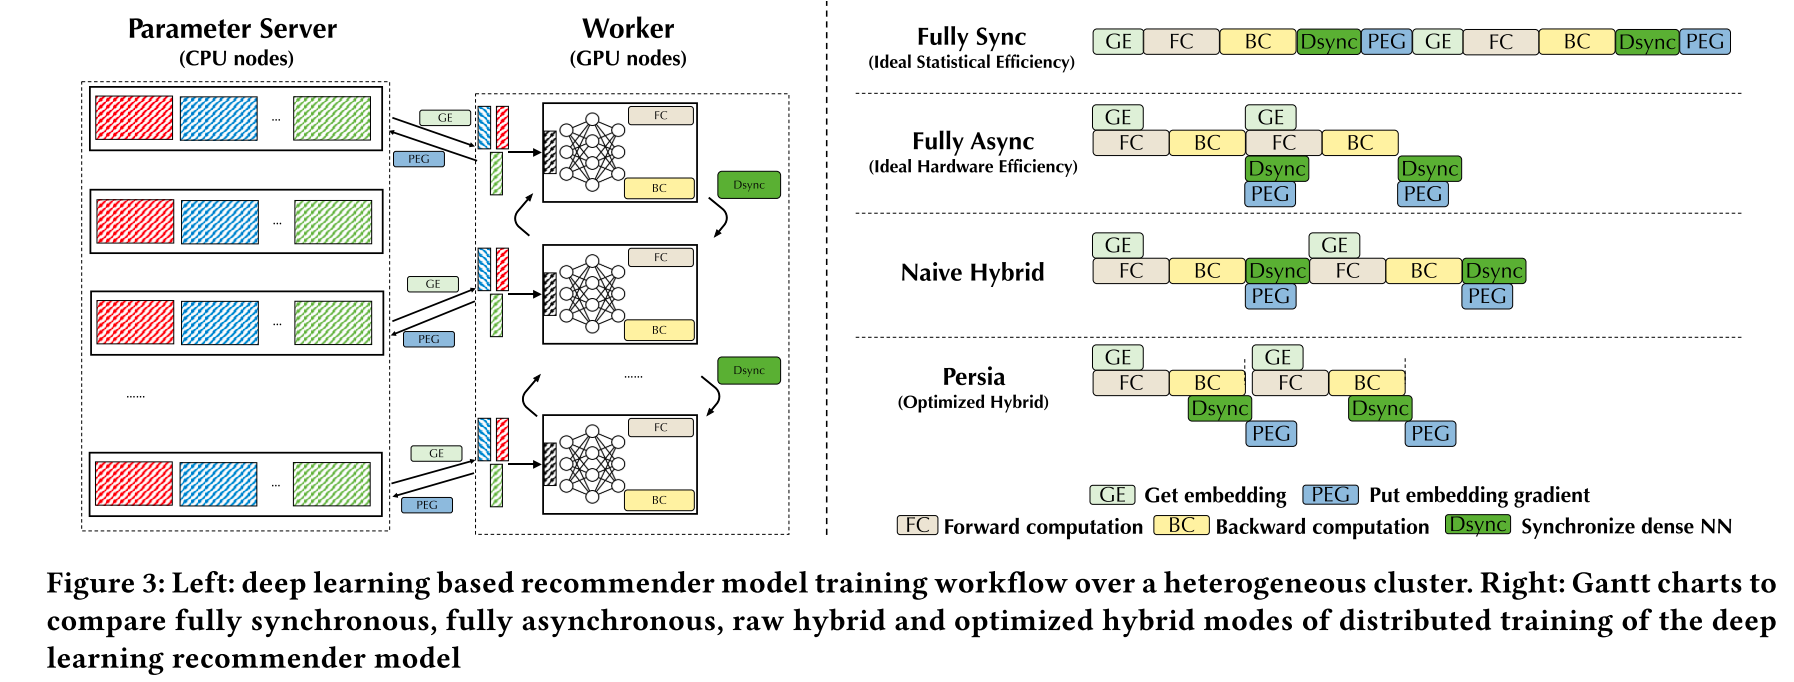 Parameter Server
(CPU nodes)
Worker
(GPU nodes)
...
GE
PEG
FC
BC
Dsync
...
...
GE
PEG
FC
BC
......
......
Dsync
...
GE
PEG
FC
BC
Fully Sync
(Ideal Statistical Efficiency)
GE FC BC Dsync PEG GE FC BC Dsync PEG
Fully Async
(Ideal Hardware Efficiency)
GE GE
FC BC FC BC
Dsync Dsync
PEG PEG
Naive Hybrid
GE GE
FC BC Dsync FC BC Dsync
PEG PEG
Persia
(Optimized Hybrid)
GE GE
FC BC FC BC
Dsync Dsync
PEG PEG
GE Get embedding PEG Put embedding gradient
FC Forward computation BC Backward computation Dsync Synchronize dense NN
Figure 3: Left: deep learning based recommender model training workflow over a heterogeneous cluster. Right: Gantt charts to
compare fully synchronous, fully asynchronous, raw hybrid and optimized hybrid modes of distributed training of the deep
learning recommender model